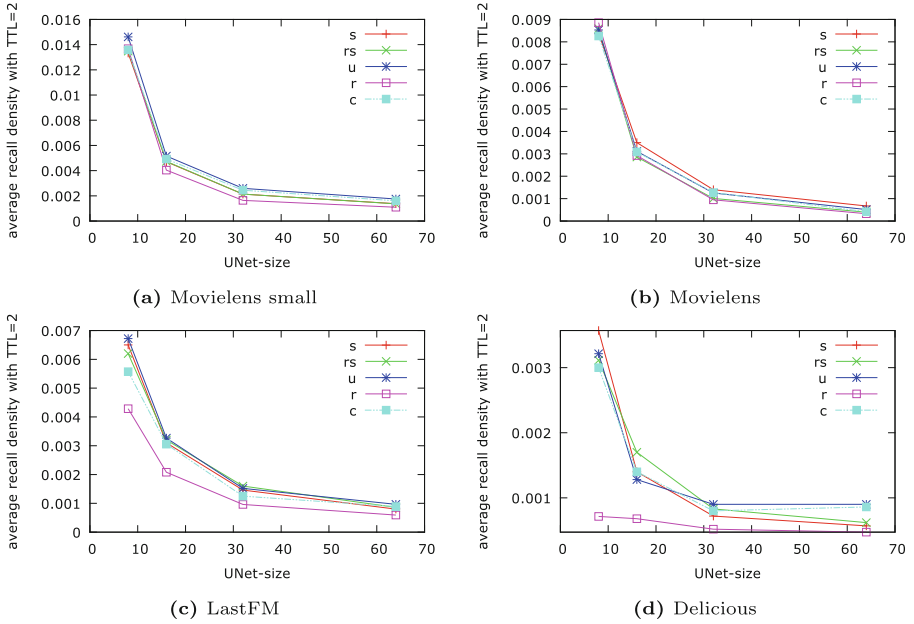 average recall density with TTL=2
0.016
0.014
0.012
0.01
0.008
0.006
0.004
0.002
0
0 10 20 30 40 50 60 70
UNet-size
s
rs
u
r
c
(a) Movielens small
average recall density with TTL=2
0.009
0.008
0.007
0.006
0.005
0.004
0.003
0.002
0.001
0
0 10 20 30 40 50 60 70
UNet-size
s
rs
u
r
c
(b) Movielens
average recall density with TTL=2
0.007
0.006
0.005
0.004
0.003
0.002
0.001
0
0 10 20 30 40 50 60 70
UNet-size
s
rs
u
r
c
(c) LastFM
average recall density with TTL=2
0.003
0.002
0.001
0 10 20 30 40 50 60 70
UNet-size
s
rs
u
r
c
(d) Delicious